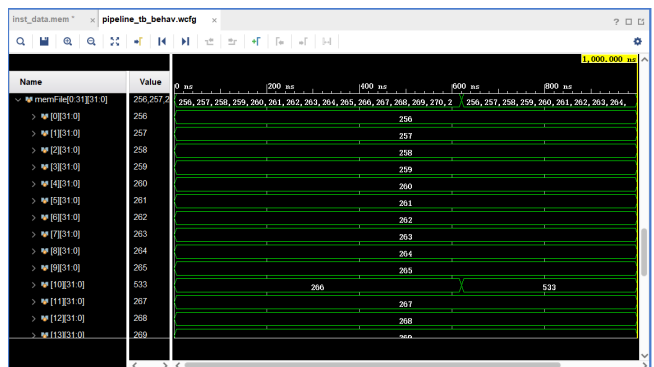 inst_data.mem * × pipeline_tb_behav.wcfg ×
1,000.000 ns
Name Value 0 ns 200 ns 400 ns 600 ns 800 ns
memFile[0:31][31:0] 256,257,2 256,257,258,259,260,261,262,263,264,265,266,267,268,269,270,2 256,257,258,259,260,261,262,263,264,
[0][31:0] 256 256
[1][31:0] 257 257
[2][31:0] 258 258
[3][31:0] 259 259
[4][31:0] 260 260
[5][31:0] 261 261
[6][31:0] 262 262
[7][31:0] 263 263
[8][31:0] 264 264
[9][31:0] 265 265
[10][31:0] 533 266 533
[11][31:0] 267 267
[12][31:0] 268 268
[13][31:0] 269 269